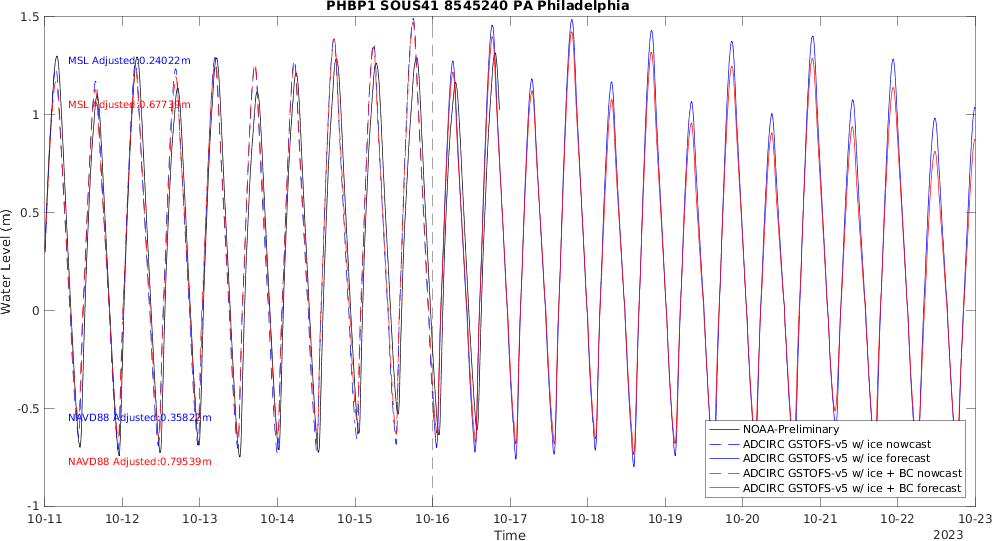 PHBP1 SOUS41 8545240 PA Philadelphia
1.5
1
0.5
0
-0.5
-1
Water Level (m)
MSL Adjusted:0.24022m
MSL Adjusted:0.67739m
NAVD88 Adjusted:0.35822m
NAVD88 Adjusted:0.79539m
NOAA-Preliminary
ADCIRC GSTOFS-v5 w/ ice nowcast
ADCIRC GSTOFS-v5 w/ ice forecast
ADCIRC GSTOFS-v5 w/ ice + BC nowcast
ADCIRC GSTOFS-v5 w/ ice + BC forecast
10-11 10-12 10-13 10-14 10-15 10-16 10-17 10-18 10-19 10-20 10-21 10-22 10-23
Time
2023